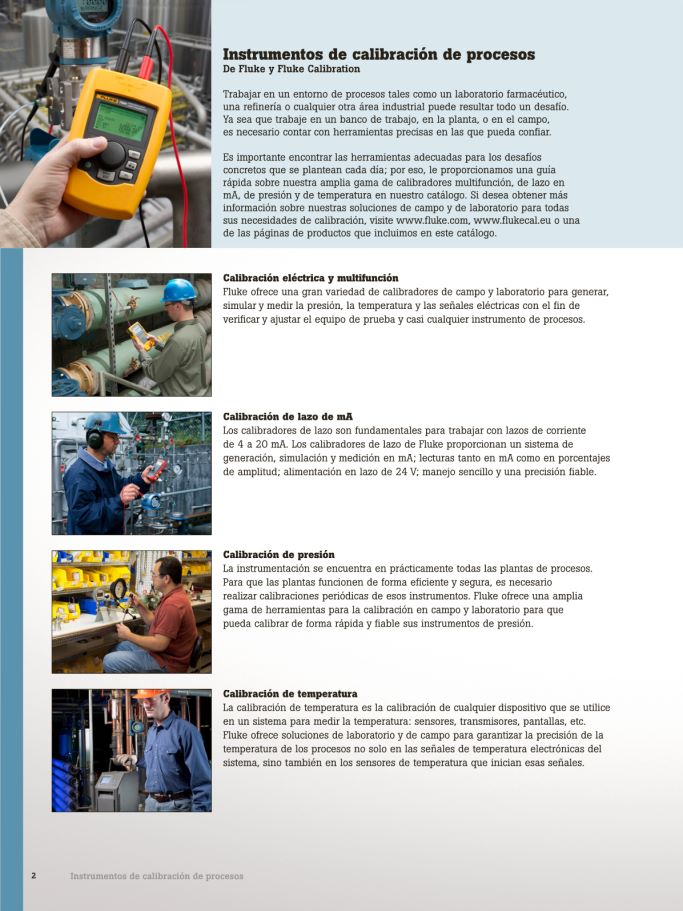 FLUKE
Instrumentos de calibración de procesos
De Fluke y Fluke Calibration
Trabajar en un entorno de procesos tales como un laboratorio farmacéutico,
una refinería o cualquier otra área industrial puede resultar todo un desafío.
Ya sea que trabaje en un banco de trabajo, en la planta, o en el campo,
es necesario contar con herramientas precisas en las que pueda confiar.
Es importante encontrar las herramientas adecuadas para los desafíos
concretos que se plantean cada día; por eso, le proporcionamos una guía
rápida sobre nuestra amplia gama de calibradores multifunción, de lazo en
mA, de presión y de temperatura en nuestro catálogo. Si desea obtener más
información sobre nuestras soluciones de campo y de laboratorio para todas
sus necesidades de calibración, visite www.fluke.com, www.flukecal.eu o una
de las páginas de productos que incluimos en este catálogo.
Calibración eléctrica y multifunción
Fluke ofrece una gran variedad de calibradores de campo y laboratorio para generar,
simular y medir la presión, la temperatura y las señales eléctricas con el fin de
verificar y ajustar el equipo de prueba y casi cualquier instrumento de procesos.
Calibración de lazo de mA
Los calibradores de lazo son fundamentales para trabajar con lazos de corriente
de 4 a 20 mA. Los calibradores de lazo de Fluke proporcionan un sistema de
generación, simulación y medición en mA; lecturas tanto en mA como en porcentajes
de amplitud; alimentación en lazo de 24 V; manejo sencillo y una precisión fiable.
Calibración de presión
La instrumentación se encuentra en prácticamente todas las plantas de procesos.
Para que las plantas funcionen de forma eficiente y segura, es necesario
realizar calibraciones periódicas de esos instrumentos. Fluke ofrece una amplia
gama de herramientas para la calibración en campo y laboratorio para que
pueda calibrar de forma rápida y fiable sus instrumentos de presión.
Calibración de temperatura
La calibración de temperatura es la calibración de cualquier dispositivo que se utilice
en un sistema para medir la temperatura: sensores, transmisores, pantallas, etc.
Fluke ofrece soluciones de laboratorio y de campo para garantizar la precisión de la
temperatura de los procesos no solo en las señales de temperatura electrónicas del
sistema, sino también en los sensores de temperatura que inician esas señales.
2 Instrumentos de calibración de procesos